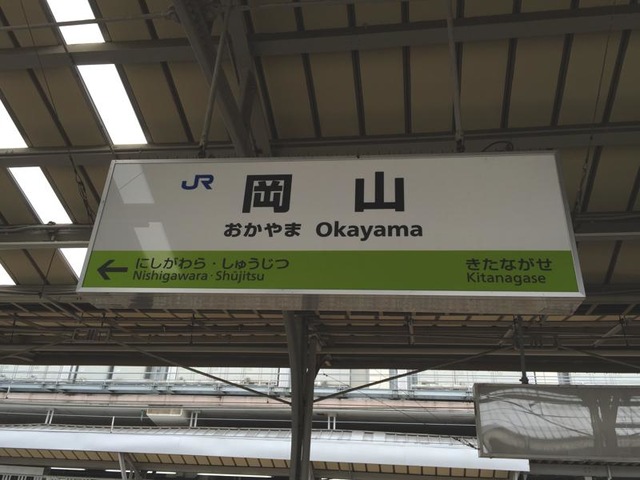 JR 岡山
おかやま Okayama
← にしがわら・しゅうじつ きたながせ
Nishigawara・Shūjitsu Kitanagase